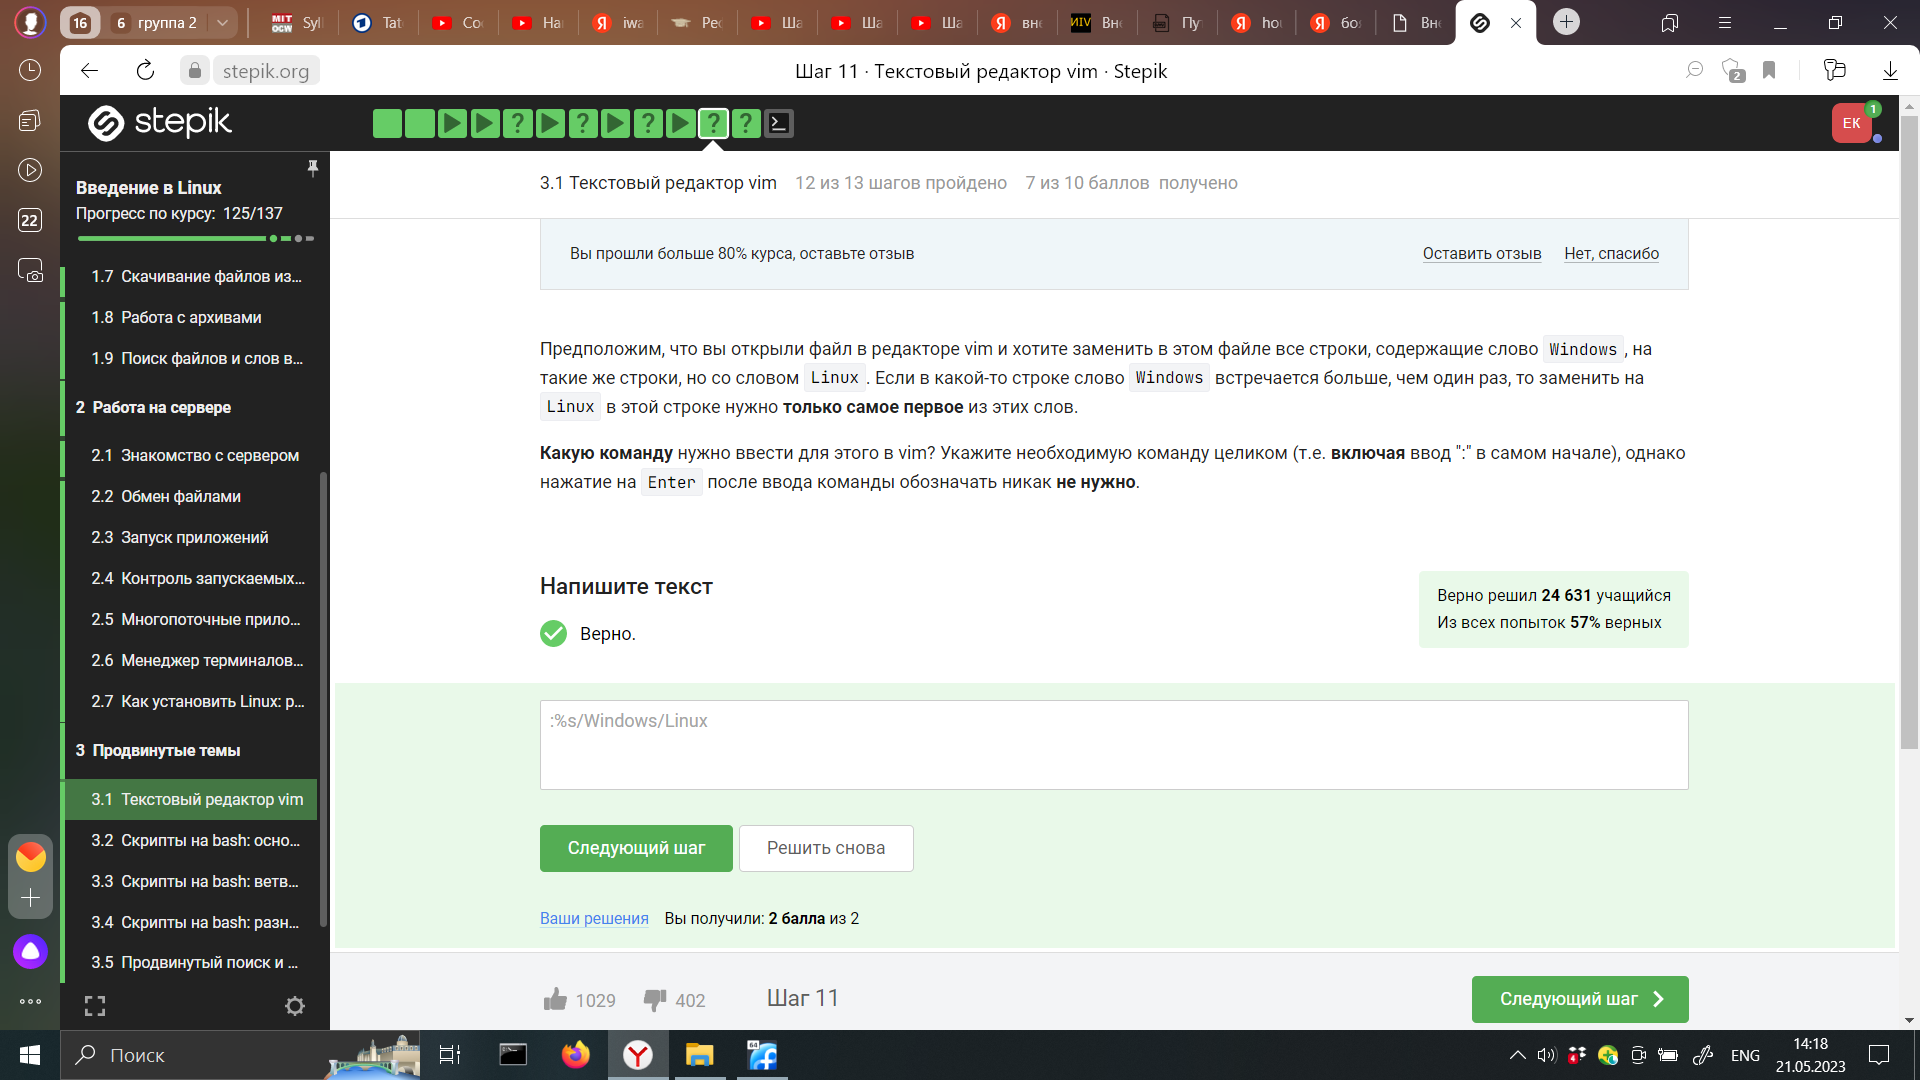 16
6 группа 2
MIT OCW Syl
Tat
Со
На
iwa
Рес
Ша
Ша
Ша
вне
ИIV Вне
Пу
hou
боя
Вне
stepik.org
Шаг 11 · Текстовый редактор vim · Stepik
2
22
stepik
ЕК
1
Введение в Linux
Прогресс по курсу: 125/137
1.7 Скачивание файлов из...
1.8 Работа с архивами
1.9 Поиск файлов и слов в...
2 Работа на сервере
2.1 Знакомство с сервером
2.2 Обмен файлами
2.3 Запуск приложений
2.4 Контроль запускаемых...
2.5 Многопоточные прило...
2.6 Менеджер терминалов...
2.7 Как установить Linux: р...
3 Продвинутые темы
3.1 Текстовый редактор vim
3.2 Скрипты на bash: осно...
3.3 Скрипты на bash: ветв...
3.4 Скрипты на bash: разн...
3.5 Продвинутый поиск и ...
3.1 Текстовый редактор vim 12 из 13 шагов пройдено 7 из 10 баллов получено
Вы прошли больше 80% курса, оставьте отзыв
Оставить отзыв
Нет, спасибо
Предположим, что вы открыли файл в редакторе vim и хотите заменить в этом файле все строки, содержащие слово Windows, на
такие же строки, но со словом Linux. Если в какой-то строке слово Windows встречается больше, чем один раз, то заменить на
Linux в этой строке нужно только самое первое из этих слов.
Какую команду нужно ввести для этого в vim? Укажите необходимую команду целиком (т.е. включая ввод ":" в самом начале), однако
нажатие на Enter после ввода команды обозначать никак не нужно.
Напишите текст
Верно.
Верно решил 24 631 учащийся
Из всех попыток 57% верных
:%s/Windows/Linux
Следующий шаг
Решить снова
Ваши решения Вы получили: 2 балла из 2
1029
402
Шаг 11
Следующий шаг
Поиск
64
4
ENG
14:18
21.05.2023